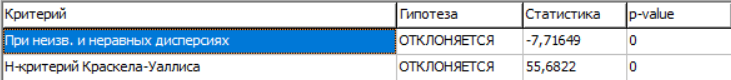 Критерий Гипотеза Статистика p-value
При неизв. и неравных дисперсиях ОТКЛОНЯЕТСЯ -7,71649 0
Н-критерий Краскела-Уаллиса ОТКЛОНЯЕТСЯ 55,6822 0